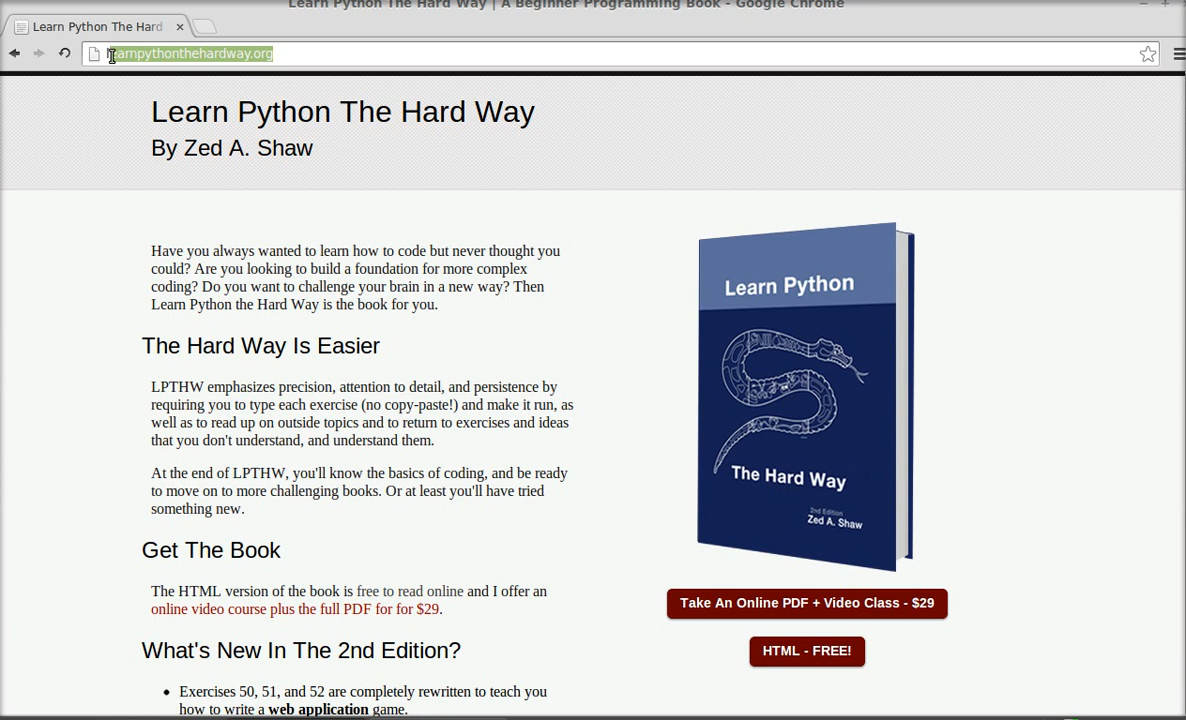 Learn Python The Hard Way | A Beginner Programming Book - Google Chrome
Learn Python The Hard
learnpythonthehardway.org
Learn Python The Hard Way
By Zed A. Shaw
Have you always wanted to learn how to code but never thought you
could? Are you looking to build a foundation for more complex
coding? Do you want to challenge your brain in a new way? Then
Learn Python the Hard Way is the book for you.
The Hard Way Is Easier
LPTHW emphasizes precision, attention to detail, and persistence by
requiring you to type each exercise (no copy-paste!) and make it run, as
well as to read up on outside topics and to return to exercises and ideas
that you don't understand, and understand them.
At the end of LPTHW, you'll know the basics of coding, and be ready
to move on to more challenging books. Or at least you'll have tried
something new.
Get The Book
The HTML version of the book is free to read online and I offer an
online video course plus the full PDF for for $29.
What's New In The 2nd Edition?
Exercises 50, 51, and 52 are completely rewritten to teach you
how to write a web application game.
Learn Python
The Hard Way
2nd Edition
Zed A. Shaw
Take An Online PDF + Video Class - $29
HTML - FREE!